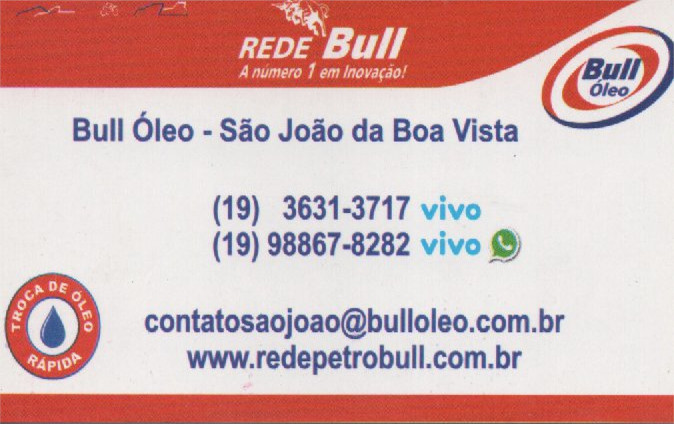 REDE Bull
A número 1 em Inovação!
Bull
Óleo
Bull Óleo - São João da Boa Vista
(19) 3631-3717 vivo
(19) 98867-8282 vivo
TROCA DE ÓLEO
RÁPIDA
contatosaojoao@bulloleo.com.br
www.redepetrobull.com.br